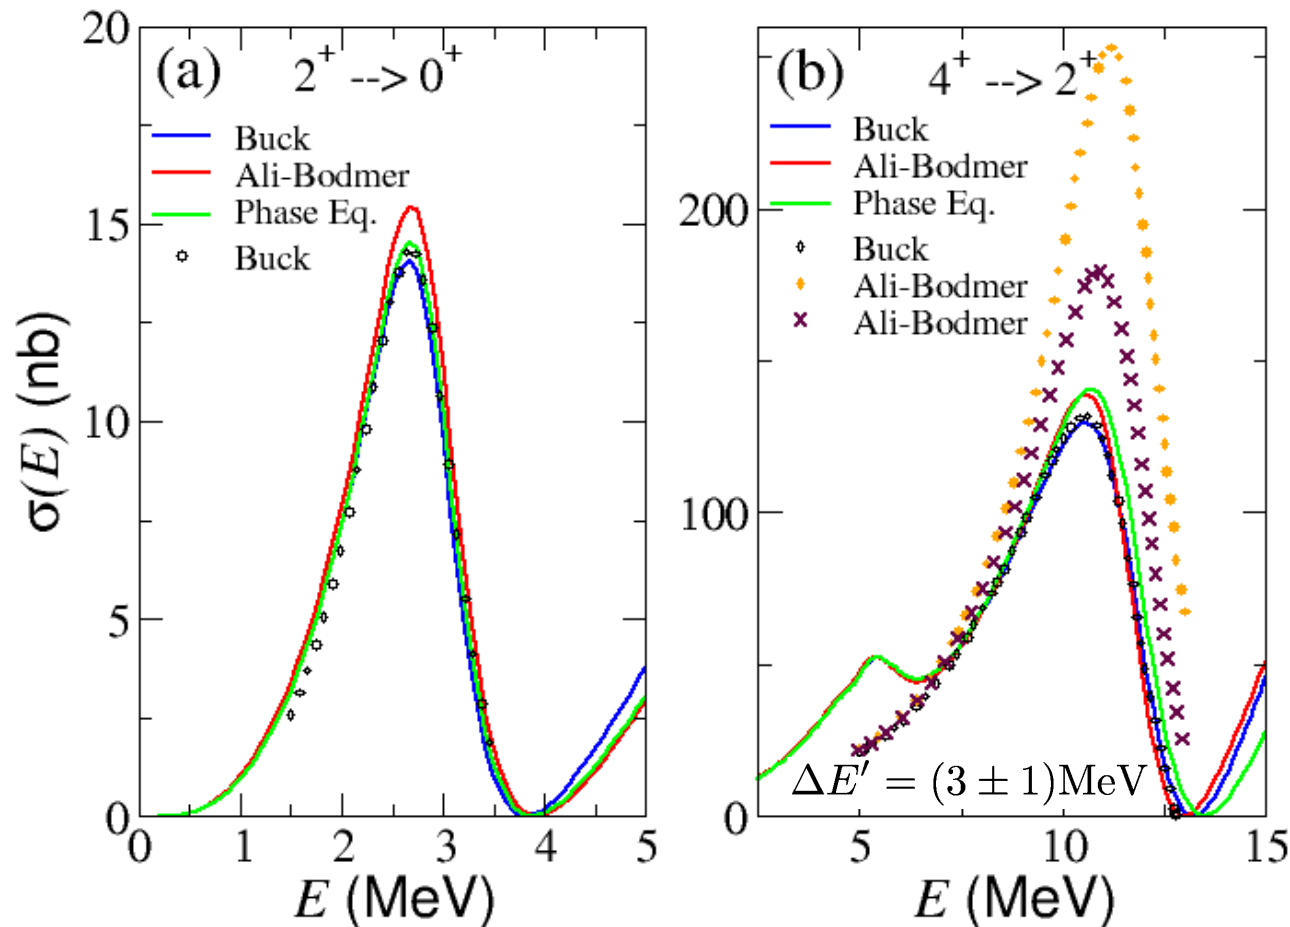 σ(E) (nb)
20
15
10
5
0
(a) 2⁺ --> 0⁺
Buck
Ali-Bodmer
Phase Eq.
Buck
0 1 2 3 4 5
E (MeV)
200
100
0
(b) 4⁺ --> 2⁺
Buck
Ali-Bodmer
Phase Eq.
Buck
Ali-Bodmer
Ali-Bodmer
ΔE′ = (3 ± 1)MeV
5 10 15
E (MeV)